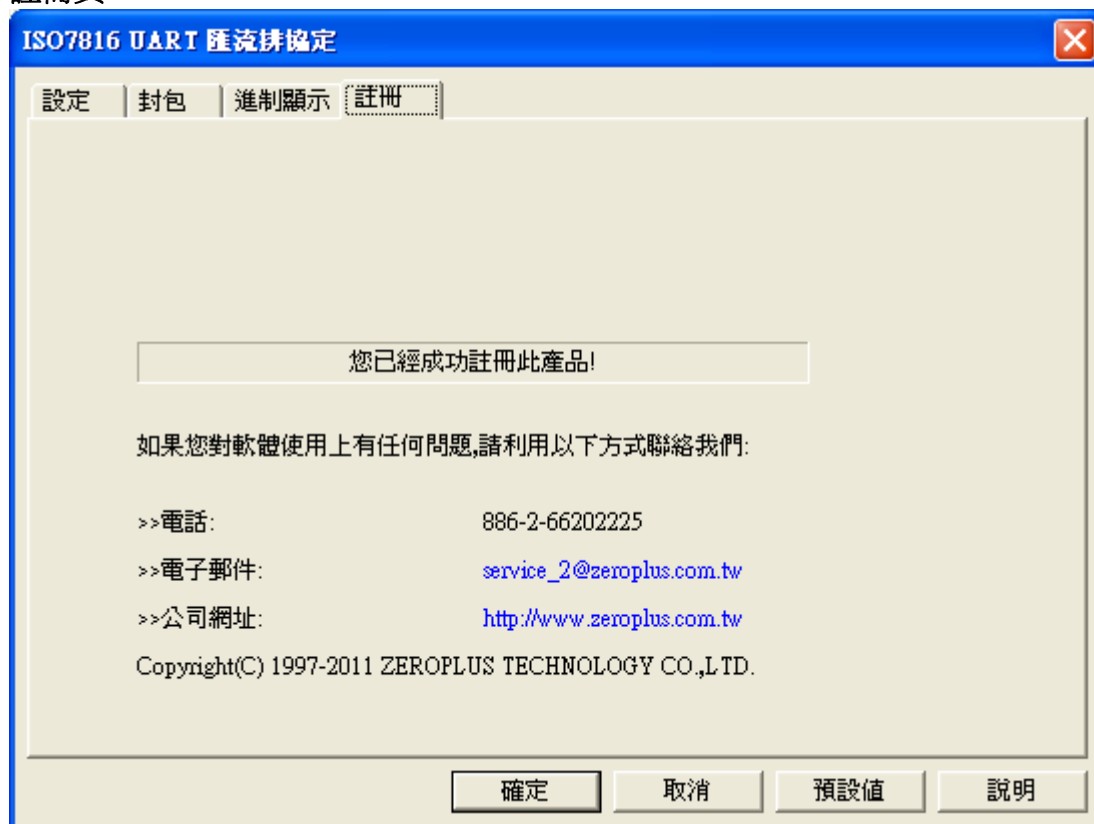 ISO7816 UART 匯流排協定
設定 封包 進制顯示 註冊
您已經成功註冊此產品!
如果您對軟體使用上有任何問題,請利用以下方式聯絡我們:
>>電話: 886-2-66202225
>>電子郵件: service_2@zeroplus.com.tw
>>公司網址: http://www.zeroplus.com.tw
Copyright(C) 1997-2011 ZEROPLUS TECHNOLOGY CO.,LTD.
確定 取消 預設值 說明